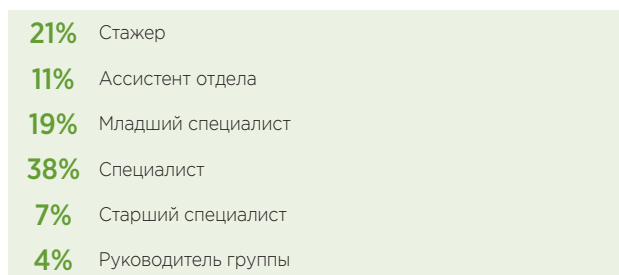 21% Стажер
11% Ассистент отдела
19% Младший специалист
38% Специалист
7% Старший специалист
4% Руководитель группы